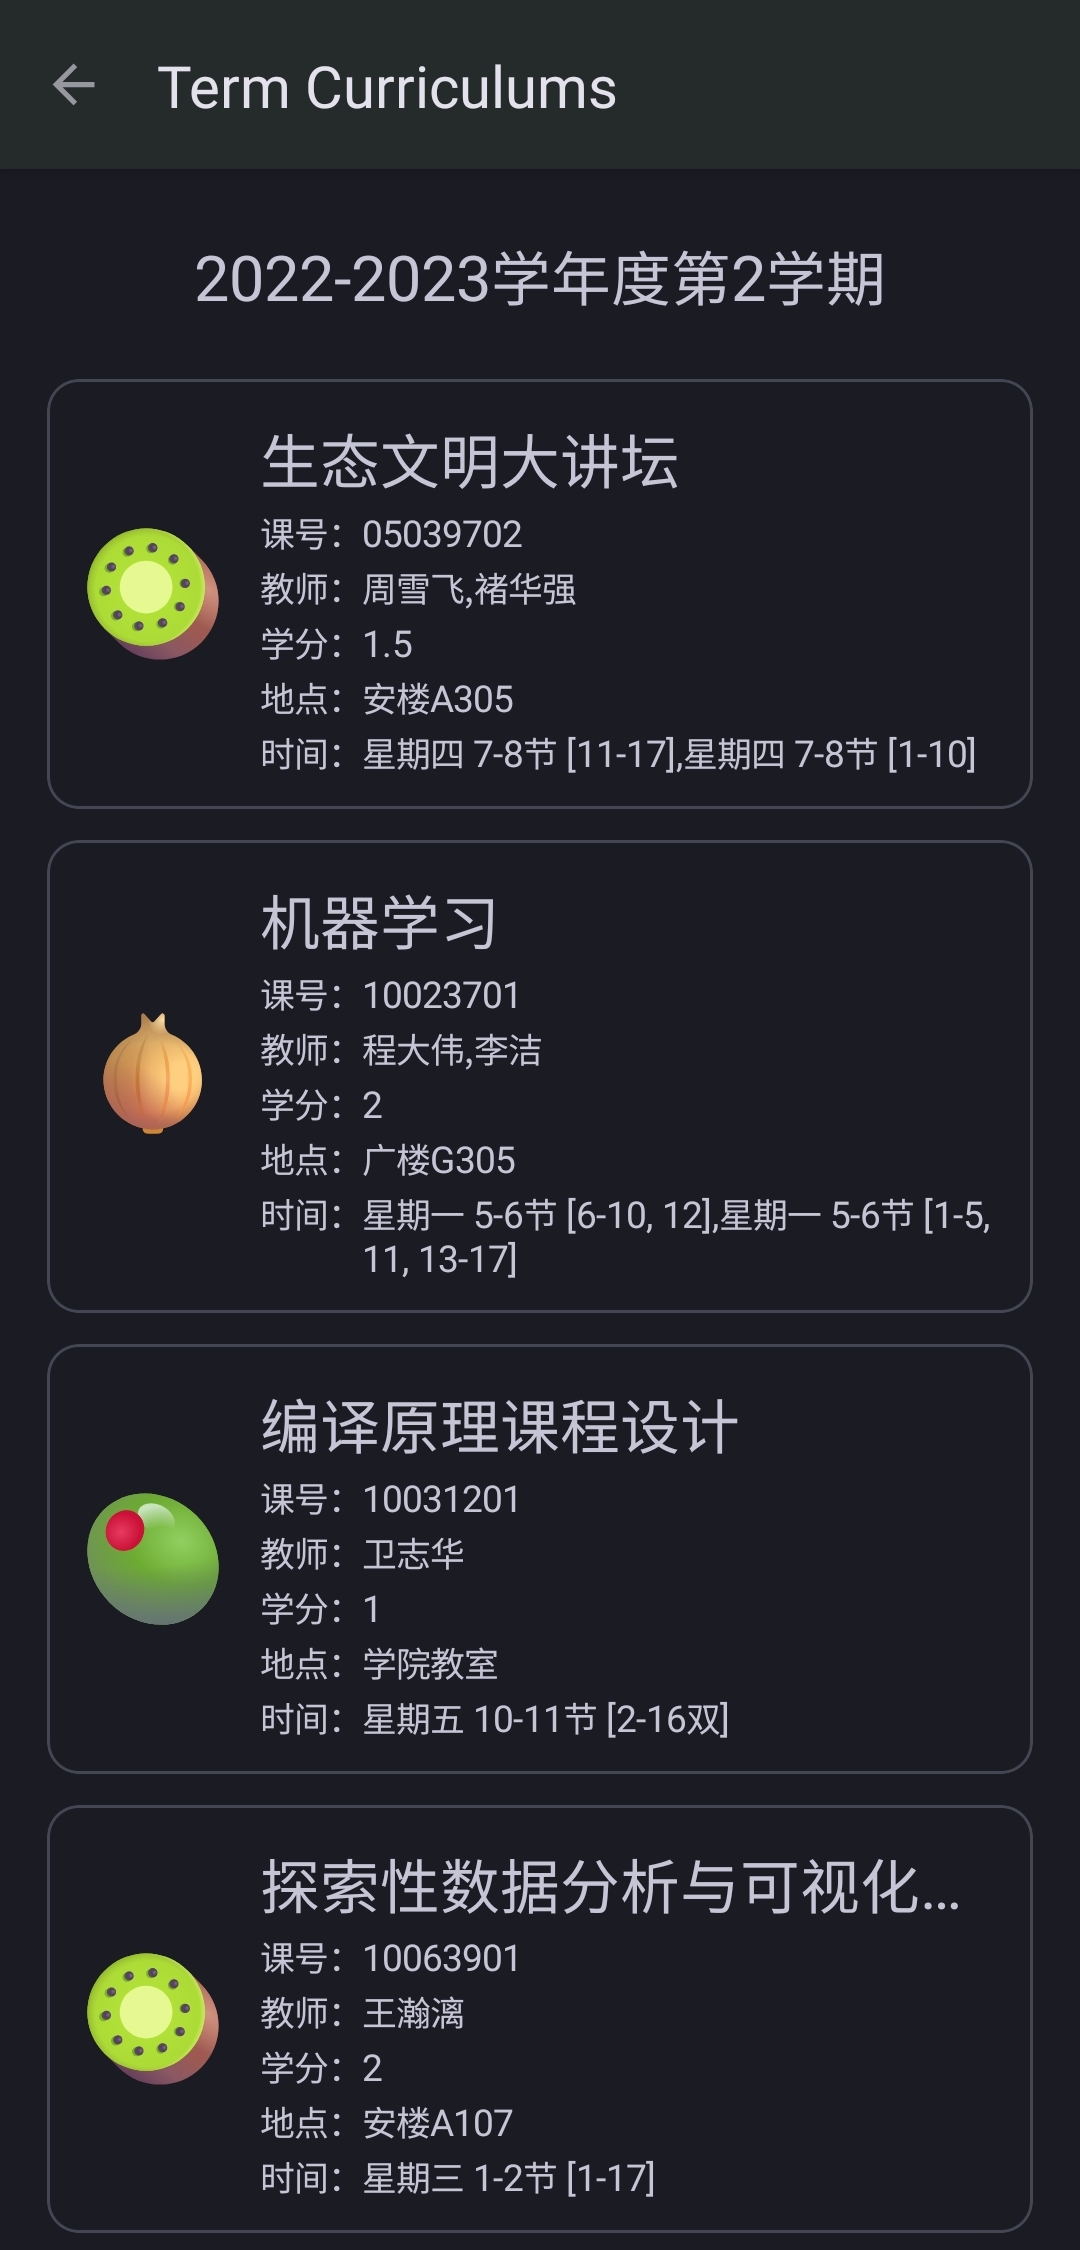 Term Curriculums
2022-2023学年度第2学期
生态文明大讲坛
课号：05039702
教师：周雪飞,褚华强
学分：1.5
地点：安楼A305
时间：星期四 7-8节 [11-17],星期四 7-8节 [1-10]
机器学习
课号：10023701
教师：程大伟,李洁
学分：2
地点：广楼G305
时间：星期一 5-6节 [6-10, 12],星期一 5-6节 [1-5,
11, 13-17]
编译原理课程设计
课号：10031201
教师：卫志华
学分：1
地点：学院教室
时间：星期五 10-11节 [2-16双]
探索性数据分析与可视化...
课号：10063901
教师：王瀚漓
学分：2
地点：安楼A107
时间：星期三 1-2节 [1-17]